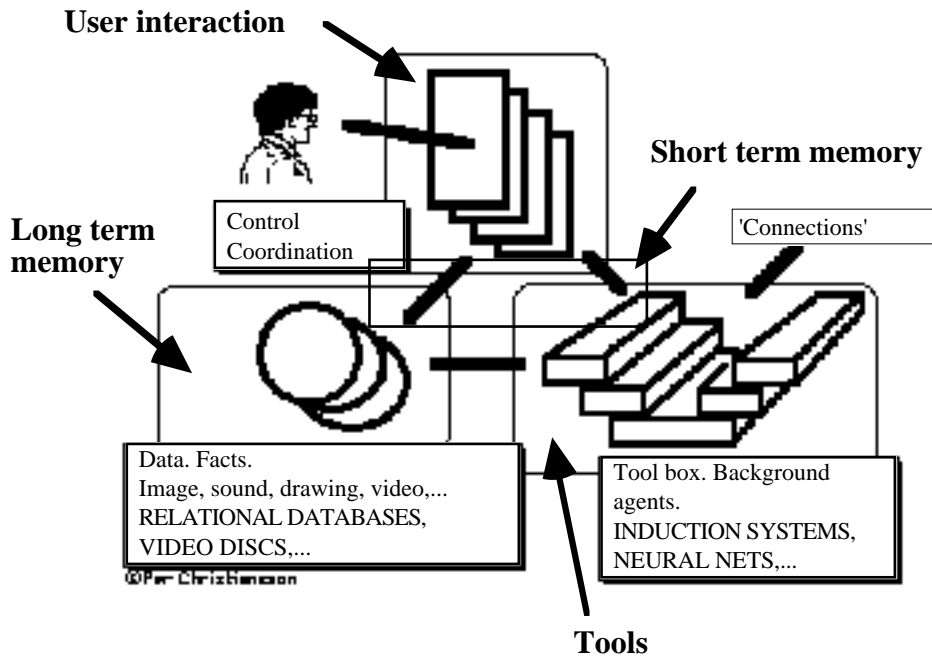 User interaction
Short term memory
Control
Coordination
'Connections'
Long term
memory
Data. Facts.
Image, sound, drawing, video,...
RELATIONAL DATABASES,
VIDEO DISCS,...
Tool box. Background
agents.
INDUCTION SYSTEMS,
NEURAL NETS,...
©Per Christiansson
Tools